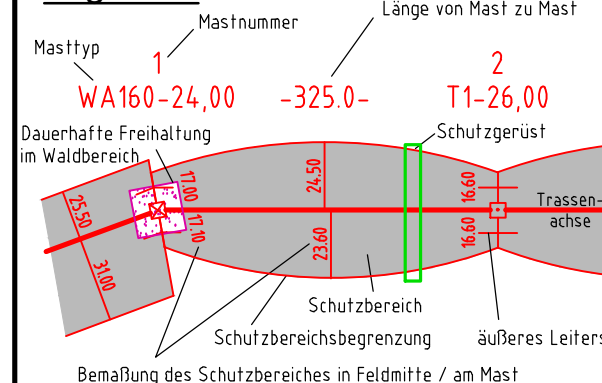 Länge von Mast zu Mast
Mastnummer
Masttyp
1
2
WA160-24,00
-325.0-
T1-26,00
Dauerhafte Freihaltung
im Waldbereich
Schutzgerüst
17.00
24.50
16.60
25.50
Trassen-
achse
17.10
23.60
16.60
31.00
Schutzbereich
Schutzbereichsbegrenzung
äußeres Leiters
Bemaßung des Schutzbereiches in Feldmitte / am Mast